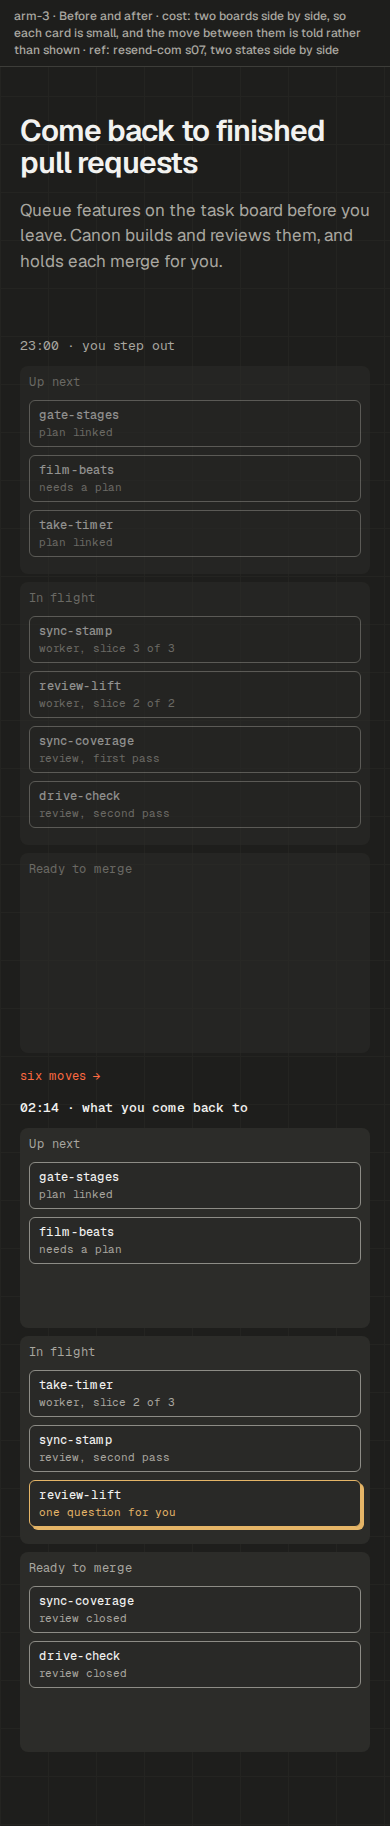 arm-3 · Before and after · cost: two boards side by side, so
each card is small, and the move between them is told rather
than shown · ref: resend-com s07, two states side by side
Come back to finished
pull requests
Queue features on the task board before you
leave. Canon builds and reviews them, and
holds each merge for you.
23:00 · you step out
Up next
gate-stages
plan linked
film-beats
needs a plan
take-timer
plan linked
In flight
sync-stamp
worker, slice 3 of 3
review-lift
worker, slice 2 of 2
sync-coverage
review, first pass
drive-check
review, second pass
Ready to merge
six moves →
02:14 · what you come back to
Up next
gate-stages
plan linked
film-beats
needs a plan
In flight
take-timer
worker, slice 2 of 3
sync-stamp
review, second pass
review-lift
one question for you
Ready to merge
sync-coverage
review closed
drive-check
review closed